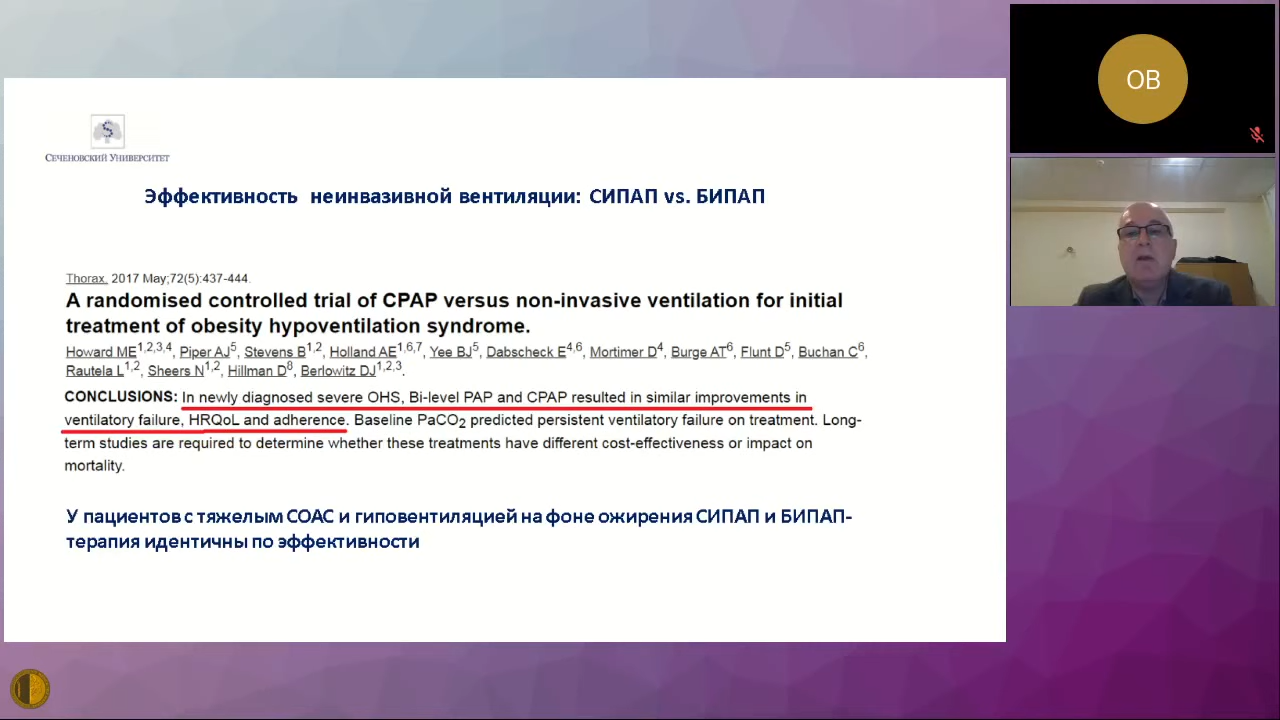 СЕЧЕНОВСКИЙ УНИВЕРСИТЕТ
Эффективность неинвазивной вентиляции: СИПАП vs. БИПАП
Thorax. 2017 May;72(5):437-444.
A randomised controlled trial of CPAP versus non-invasive ventilation for initial
treatment of obesity hypoventilation syndrome.
Howard ME1,2,3,4, Piper AJ5, Stevens B1,2, Holland AE1,6,7, Yee BJ5, Dabscheck E4,6, Mortimer D4, Burge AT6, Flunt D5, Buchan C6,
Rautela L1,2, Sheers N1,2, Hillman D8, Berlowitz DJ1,2,3.
CONCLUSIONS: In newly diagnosed severe OHS, Bi-level PAP and CPAP resulted in similar improvements in
ventilatory failure, HRQoL and adherence. Baseline PaCO2 predicted persistent ventilatory failure on treatment. Long-
term studies are required to determine whether these treatments have different cost-effectiveness or impact on
mortality.
У пациентов с тяжелым СОАС и гиповентиляцией на фоне ожирения СИПАП и БИПАП-
терапия идентичны по эффективности
ОВ